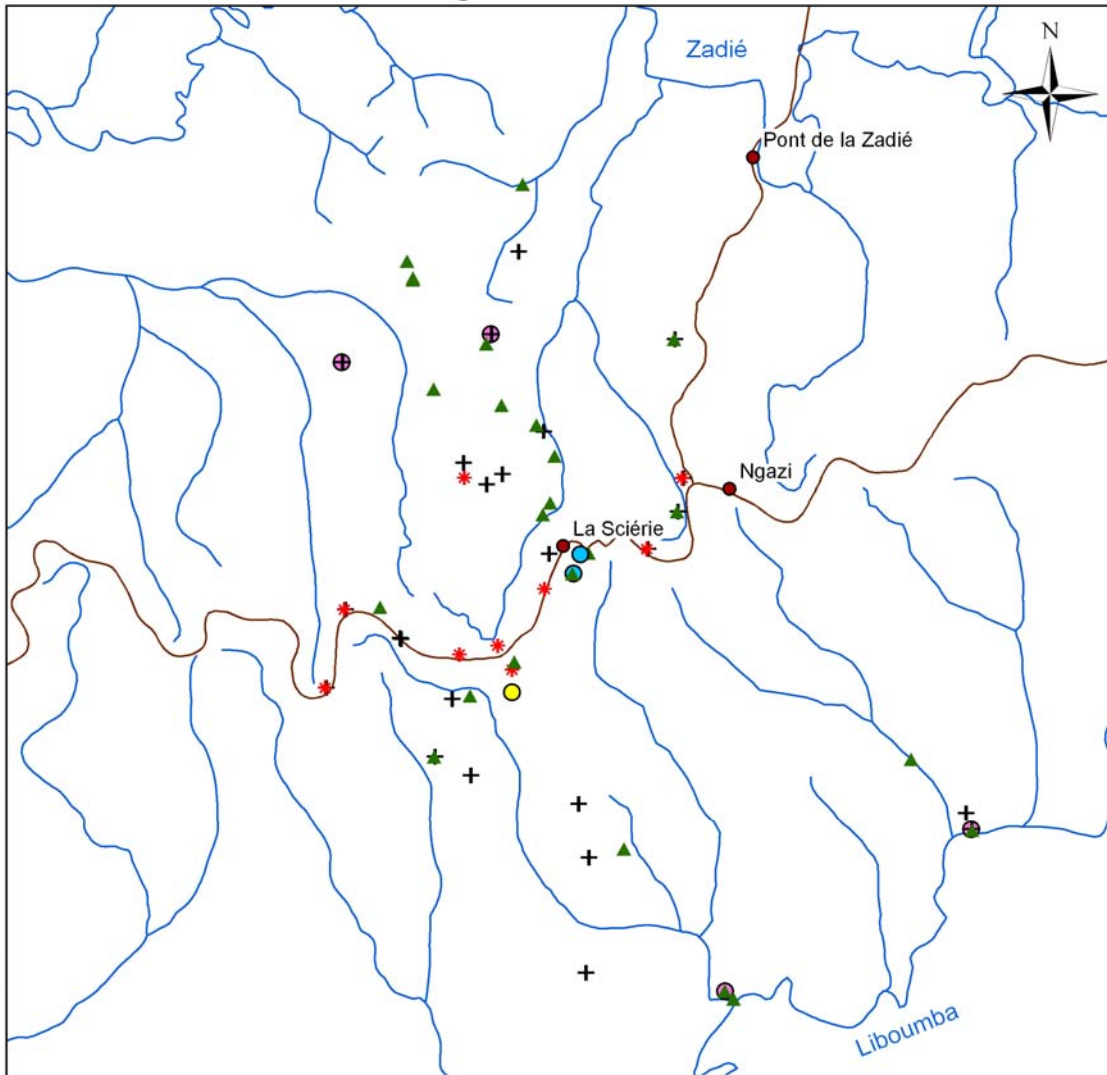 N
Zadié
Pont de la Zadié
Ngazi
La Sciérie
Liboumba